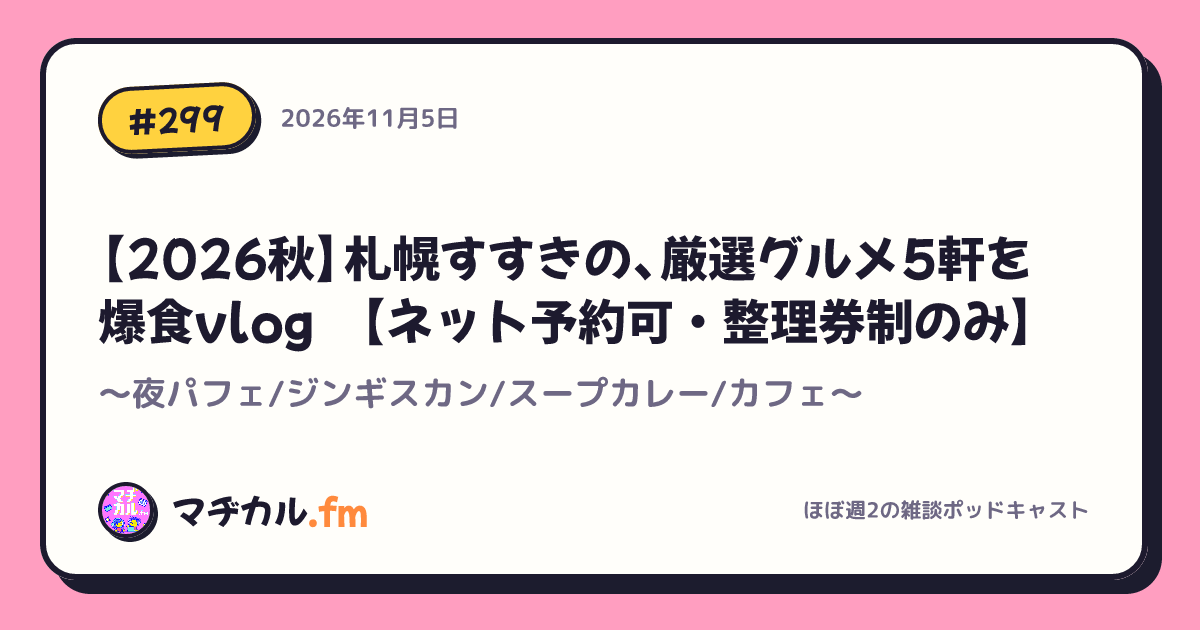 #299
2026年11月5日
【2026秋】札幌すすきの、厳選グルメ5軒を
爆食vlog 【ネット予約可・整理券制のみ】
〜夜パフェ/ジンギスカン/スープカレー/カフェ〜
マヂカル
マヂカル.fm
ほぼ週2の雑談ポッドキャスト